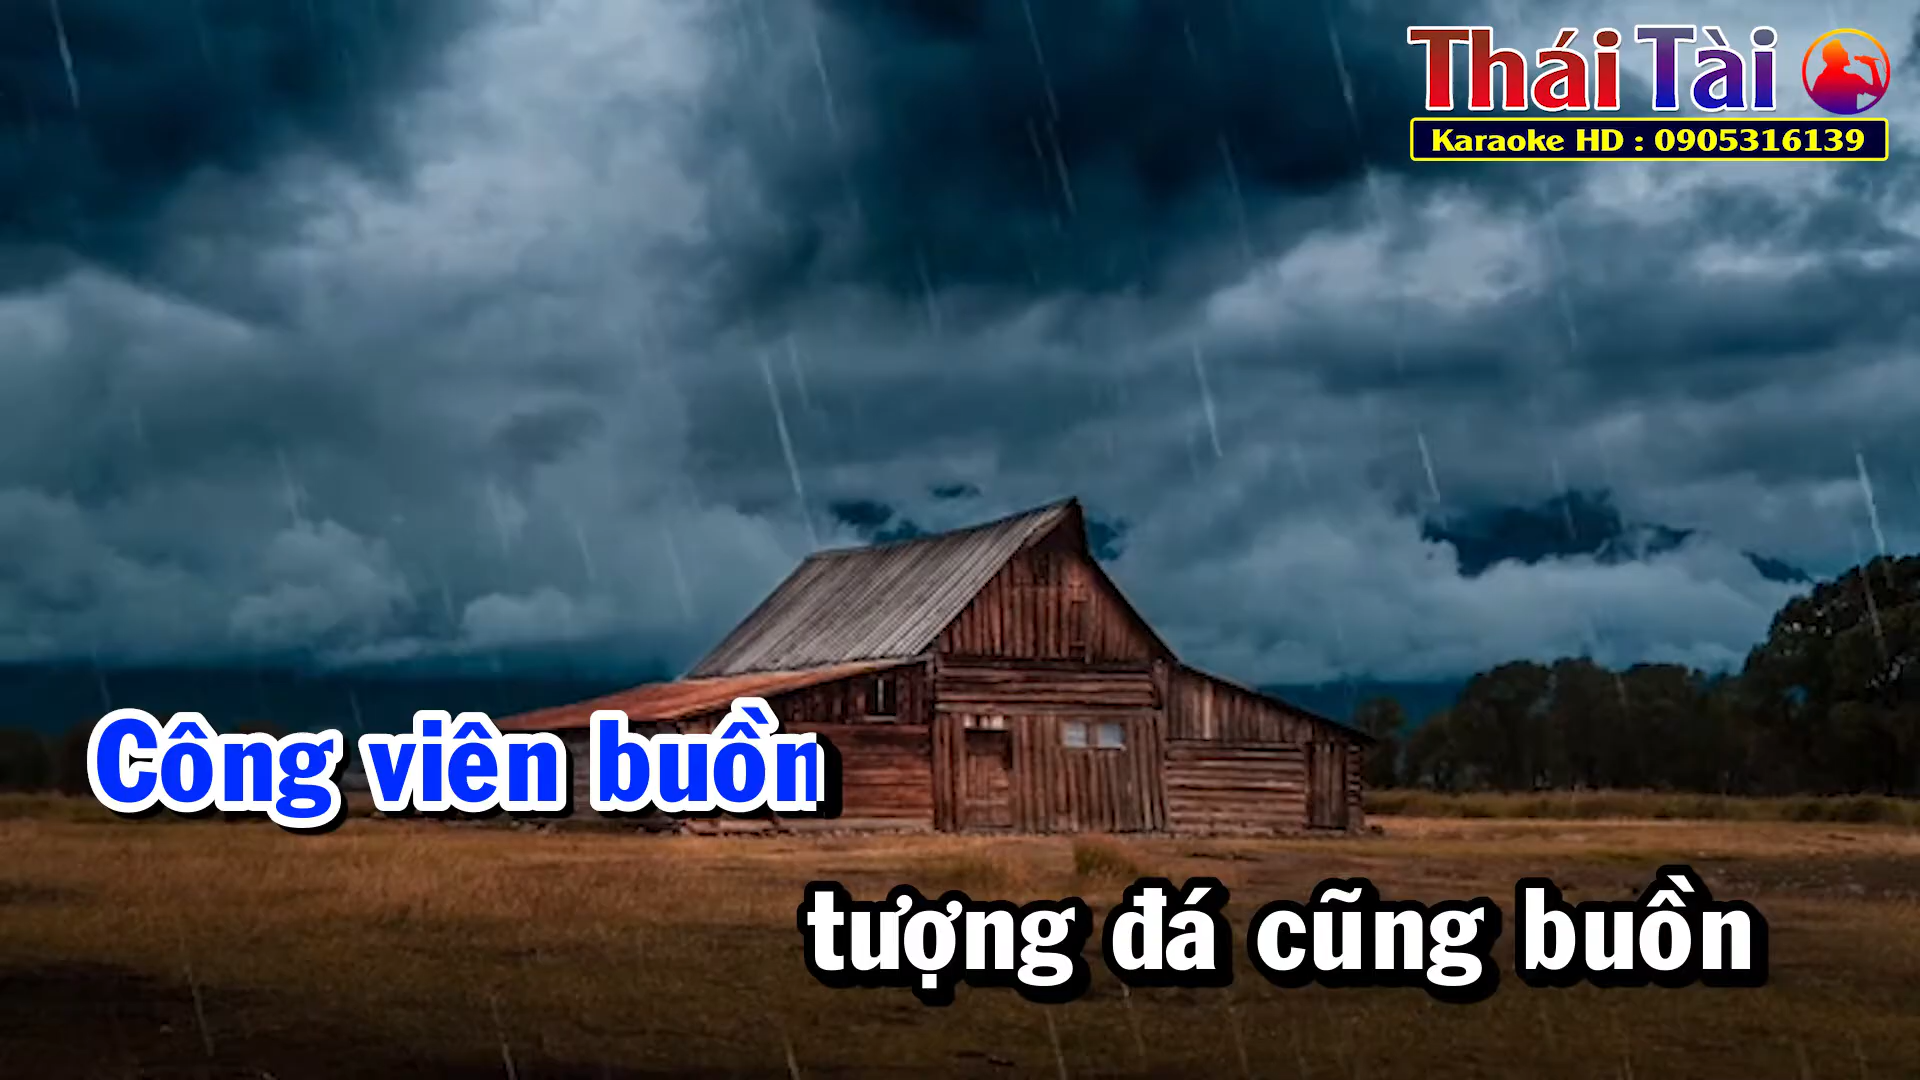 Thái Tài
Karaoke HD : 0905316139
Công viên buồn
tượng đá cũng buồn